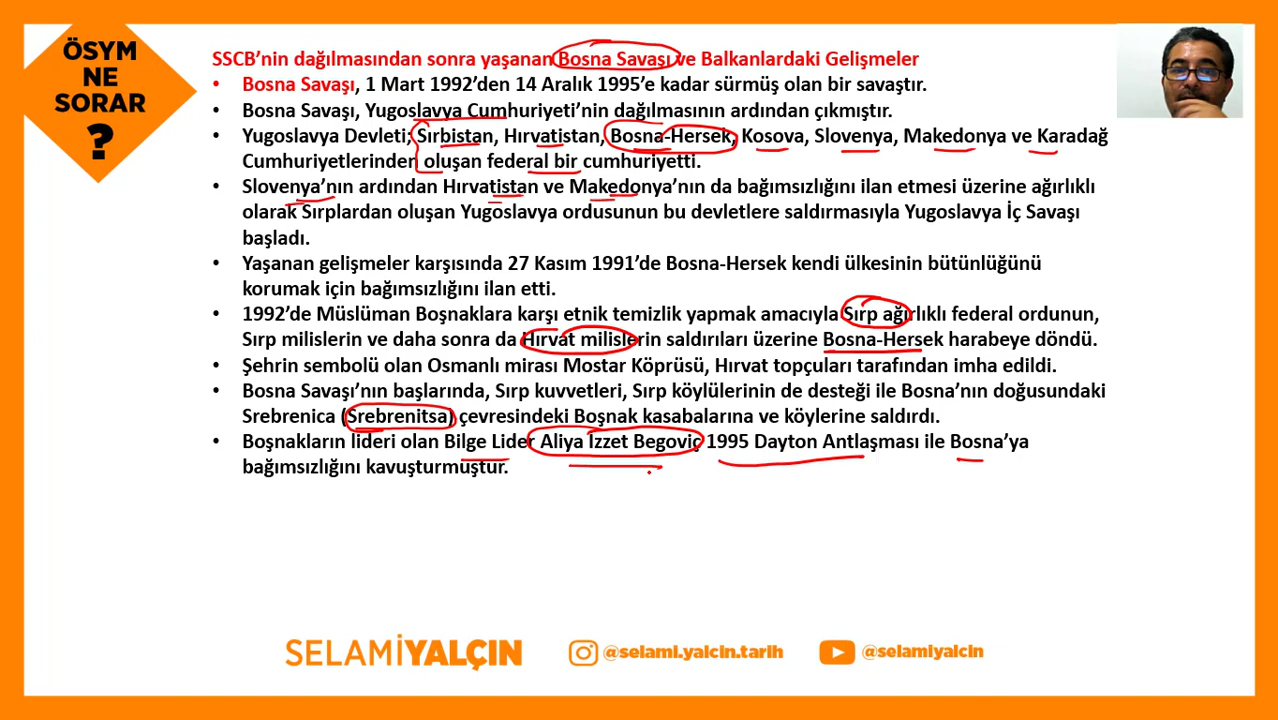 ÖSYM
NE
SORAR
?
SSCB’nin dağılmasından sonra yaşanan Bosna Savaşı ve Balkanlardaki Gelişmeler
• Bosna Savaşı, 1 Mart 1992’den 14 Aralık 1995’e kadar sürmüş olan bir savaştır.
• Bosna Savaşı, Yugoslavya Cumhuriyeti’nin dağılmasının ardından çıkmıştır.
• Yugoslavya Devleti; Sırbistan, Hırvatistan, Bosna-Hersek, Kosova, Slovenya, Makedonya ve Karadağ
Cumhuriyetlerinden oluşan federal bir cumhuriyetti.
• Slovenya’nın ardından Hırvatistan ve Makedonya’nın da bağımsızlığını ilan etmesi üzerine ağırlıklı
olarak Sırplardan oluşan Yugoslavya ordusunun bu devletlere saldırmasıyla Yugoslavya İç Savaşı
başladı.
• Yaşanan gelişmeler karşısında 27 Kasım 1991’de Bosna-Hersek kendi ülkesinin bütünlüğünü
korumak için bağımsızlığını ilan etti.
• 1992’de Müslüman Boşnaklara karşı etnik temizlik yapmak amacıyla Sırp ağırlıklı federal ordunun,
Sırp milislerin ve daha sonra da Hırvat milislerin saldırıları üzerine Bosna-Hersek harabeye döndü.
• Şehrin sembolü olan Osmanlı mirası Mostar Köprüsü, Hırvat topçuları tarafından imha edildi.
• Bosna Savaşı’nın başlarında, Sırp kuvvetleri, Sırp köylülerinin de desteği ile Bosna’nın doğusundaki
Srebrenica (Srebrenitsa) çevresindeki Boşnak kasabalarına ve köylerine saldırdı.
• Boşnakların lideri olan Bilge Lider Aliya İzzet Begoviç 1995 Dayton Antlaşması ile Bosna’ya
bağımsızlığını kavuşturmuştur.
SELAMİYALÇIN @selami.yalcin.tarih @selamiyalcin